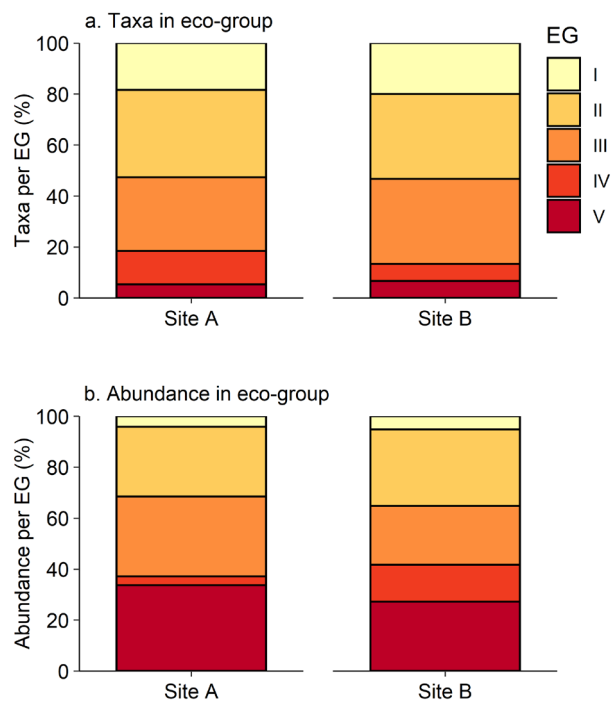 a. Taxa in eco-group
Taxa per EG (%)
100
80
60
40
20
0
Site A
Site B
EG
I
II
III
IV
V
b. Abundance in eco-group
Abundance per EG (%)
100
80
60
40
20
0
Site A
Site B